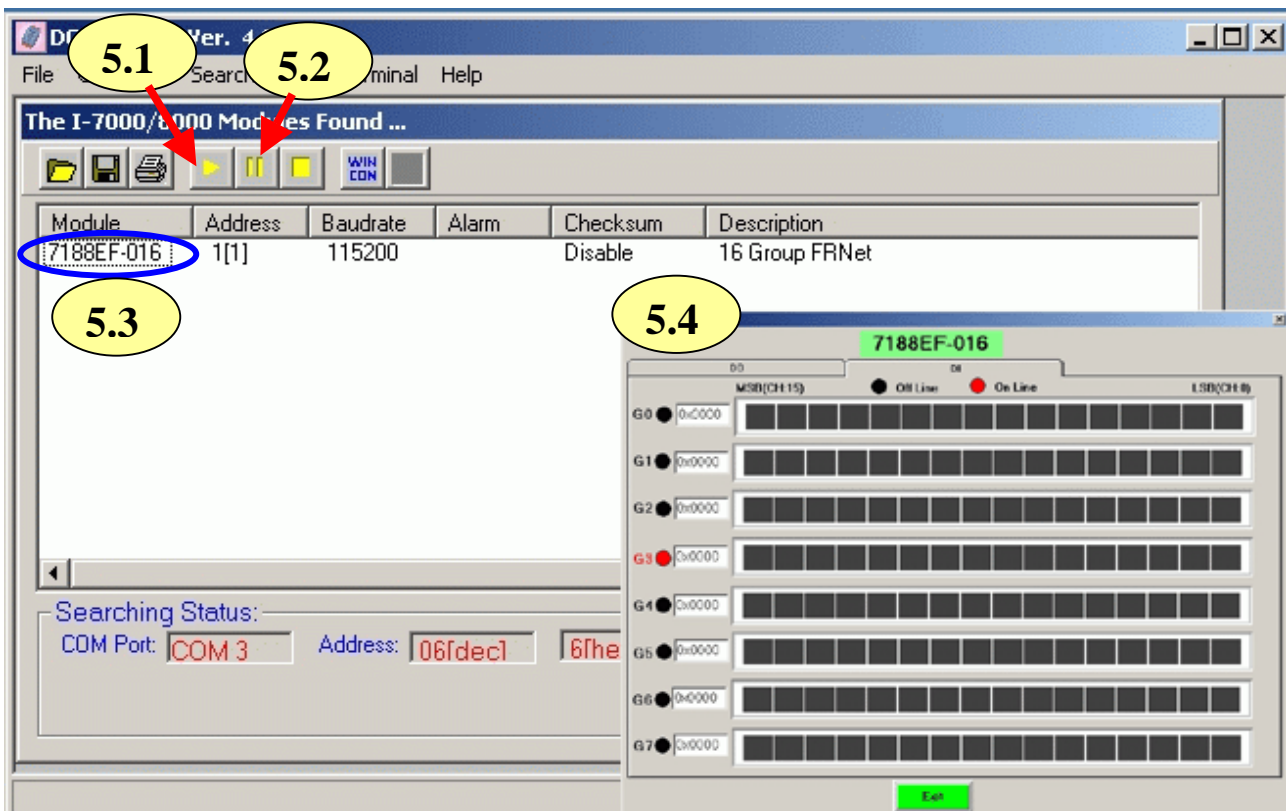 Ver. 4
5.1
5.2
File Search Terminal Help
The I-7000/8000 Modules Found ...
WIN
CON
Module Address Baudrate Alarm Checksum Description
7188EF-016 1[1] 115200 Disable 16 Group FRNet
5.3
5.4
7188EF-016
DO DI
MSB(CH:15) Off Line On Line LSB(CH:0)
G0 0x0000
G1 0x0000
G2 0x0000
G3 0x0000
G4 0x0000
G5 0x0000
G6 0x0000
G7 0x0000
Exit
Searching Status:
COM Port: COM 3 Address: 06[dec] 6[he